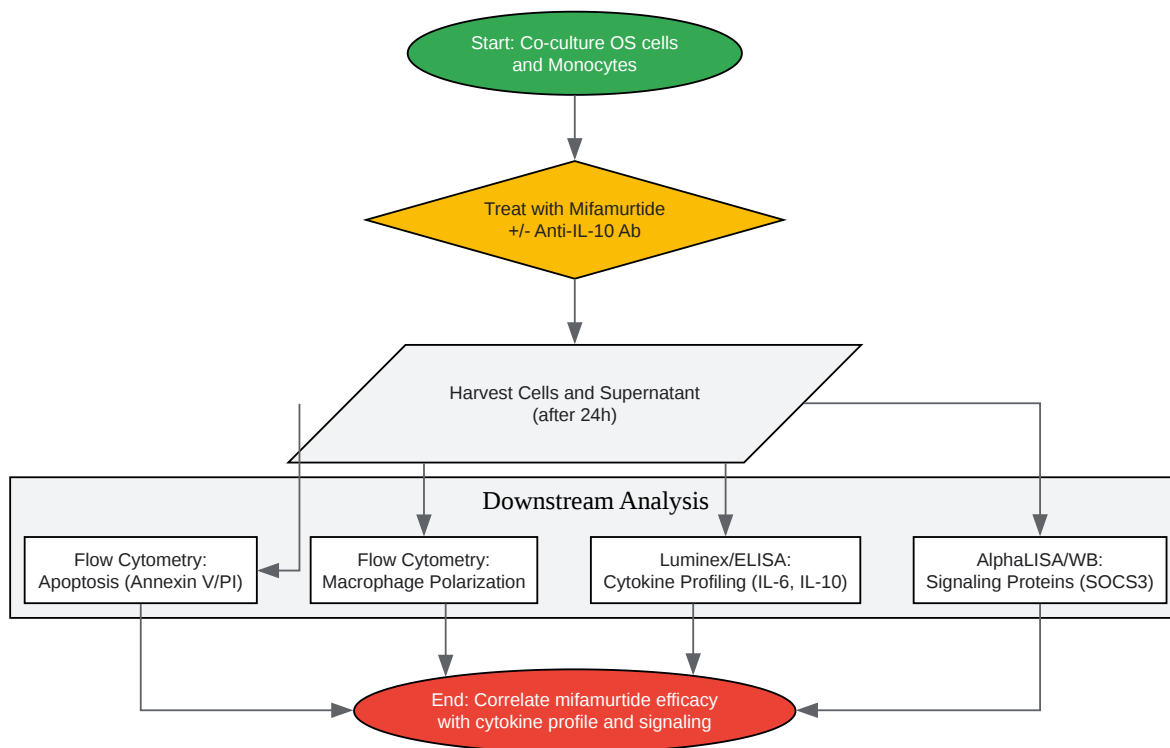 Start: Co-culture OS cells
and Monocytes
Treat with Mifamurtide
+/- Anti-IL-10 Ab
Harvest Cells and Supernatant
(after 24h)
Downstream Analysis
Flow Cytometry:
Apoptosis (Annexin V/PI)
Flow Cytometry:
Macrophage Polarization
Luminex/ELISA:
Cytokine Profiling (IL-6, IL-10)
AlphaLISA/WB:
Signaling Proteins (SOCS3)
End: Correlate mifamurtide efficacy
with cytokine profile and signaling